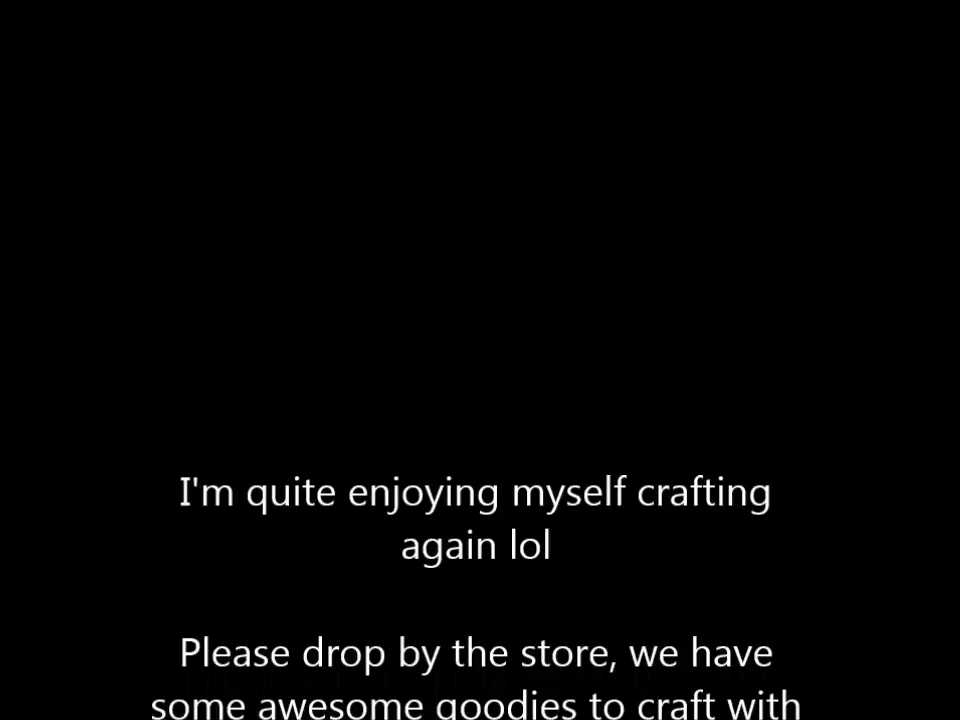 I'm quite enjoying myself crafting
again lol
Please drop by the store, we have
some awesome goodies to craft with